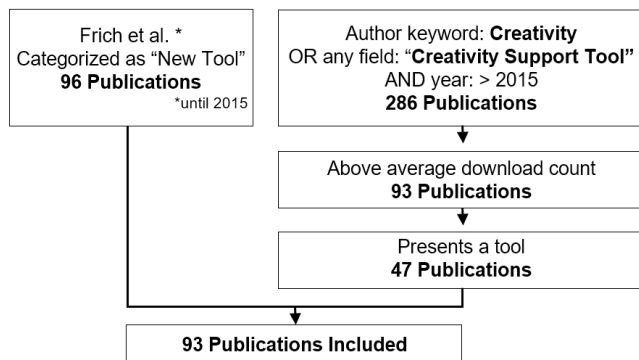 Frich et al. *
Categorized as “New Tool”
96 Publications
*until 2015
Author keyword: Creativity
OR any field: “Creativity Support Tool”
AND year: > 2015
286 Publications
Above average download count
93 Publications
Presents a tool
47 Publications
93 Publications Included